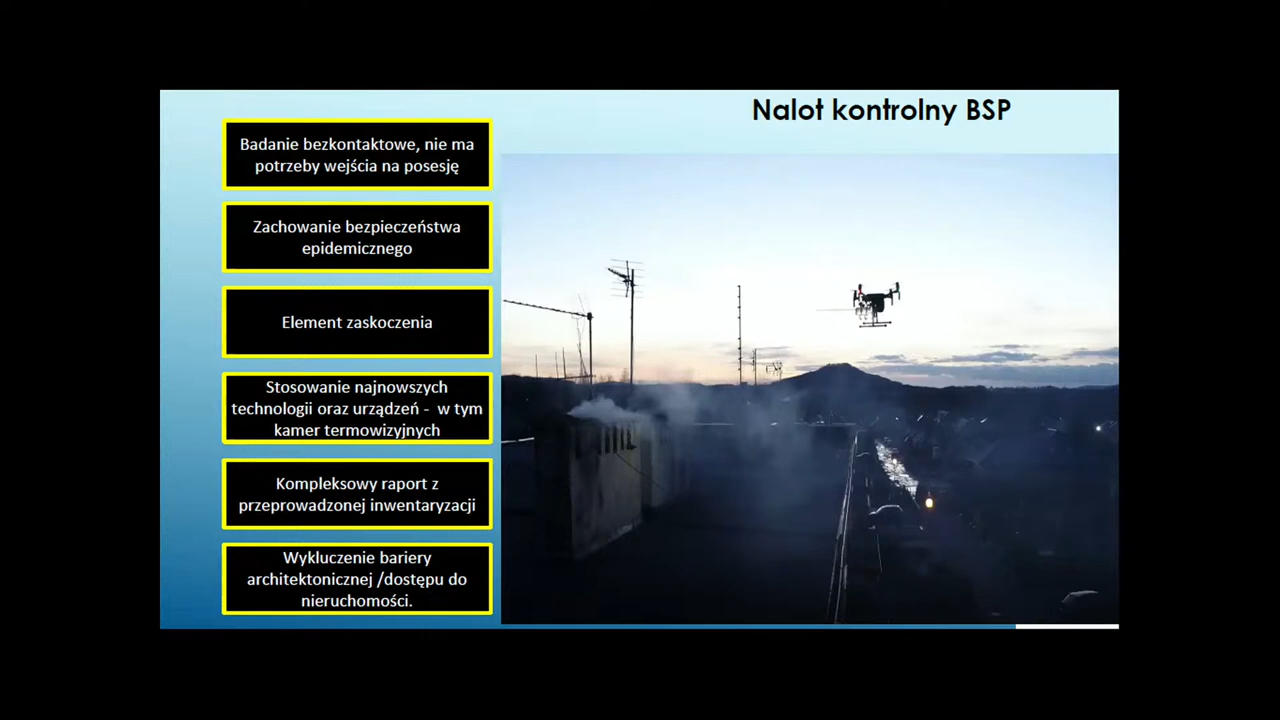 Nalot kontrolny BSP
Badanie bezkontaktowe, nie ma
potrzeby wejścia na posesję
Zachowanie bezpieczeństwa
epidemicznego
Element zaskoczenia
Stosowanie najnowszych
technologii oraz urządzeń - w tym
kamer termowizyjnych
Kompleksowy raport z
przeprowadzonej inwentaryzacji
Wykluczenie bariery
architektonicznej /dostępu do
nieruchomości.